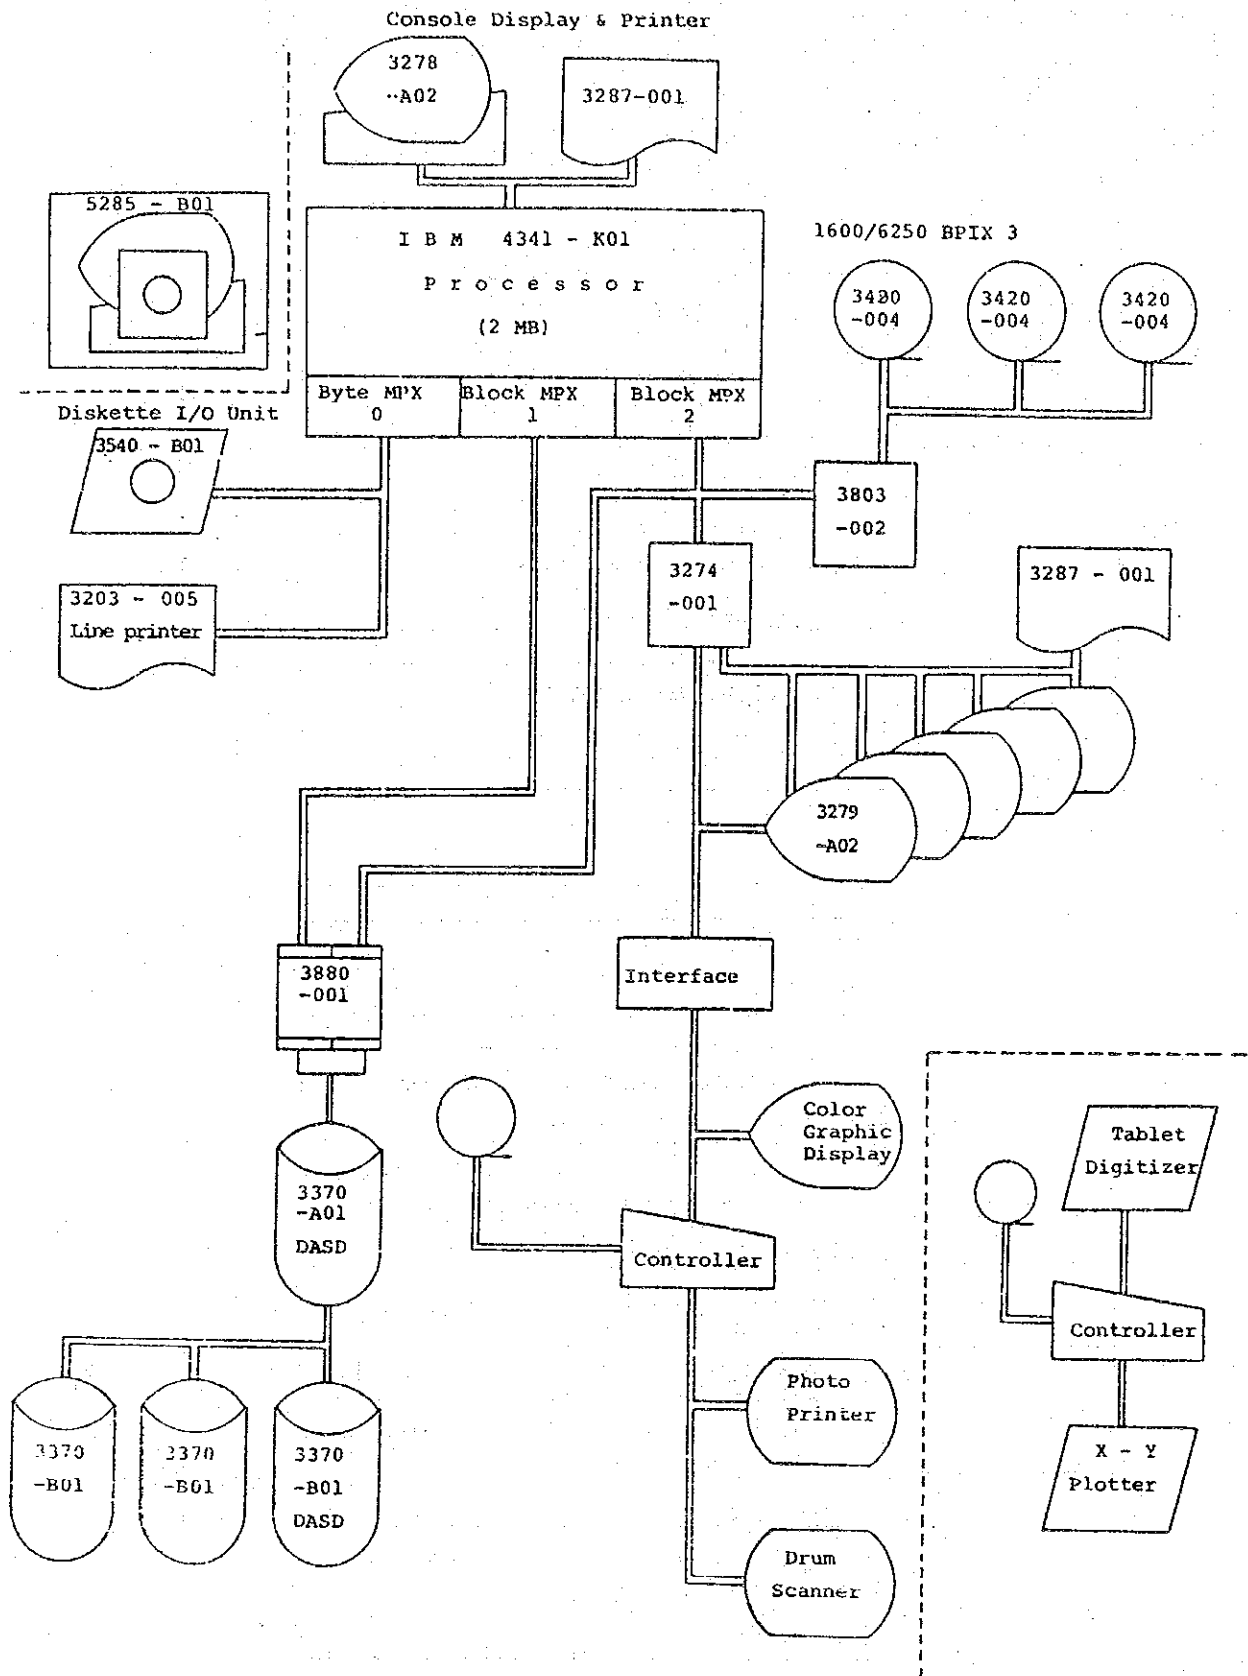 Console Display & Printer
3278
-A02
3287-001
5285 - B01
I B M 4341 - K01
P r o c e s s o r
(2 MB)
Byte MPX
0
Block MPX
1
Block MPX
2
1600/6250 BPIX 3
3420
-004
3420
-004
3420
-004
Diskette I/O Unit
3540 - B01
3203 - 005
Line printer
3803
-002
3274
-001
3287 - 001
3279
-A02
3880
-001
Interface
Color
Graphic
Display
3370
-A01
DASD
Controller
Tablet
Digitizer
Controller
X - Y
Plotter
3370
-B01
3370
-B01
3370
-B01
DASD
Photo
Printer
Drum
Scanner